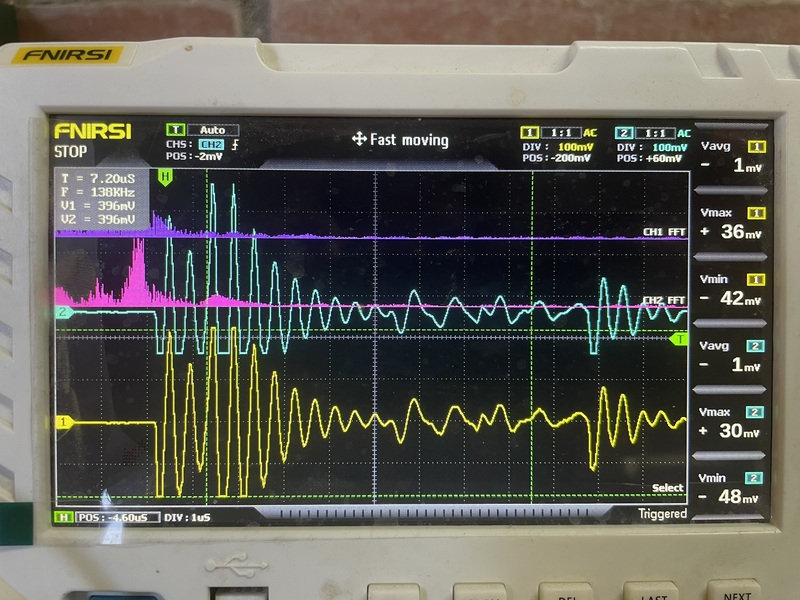 FNIRSI
FNIRSI
STOP
T Auto
CHS: CH2
POS:-2mV
Fast moving
1 1:1 AC
DIV: 100mV
POS:-200mV
2 1:1 AC
DIV: 100mV
POS:+60mV
T = 7.20uS
F = 138KHz
V1 = 396mV
V2 = 396mV
H
CH1 FFT
CH2 FFT
2
T
1
Select
H POS:-4.60uS DIV:1uS
Triggered
Vavg 1
- 1mV
Vmax 1
+ 36mV
Vmin 1
- 42mV
Vavg 2
- 1mV
Vmax 2
+ 30mV
Vmin 2
- 48mV
LAST
NEXT